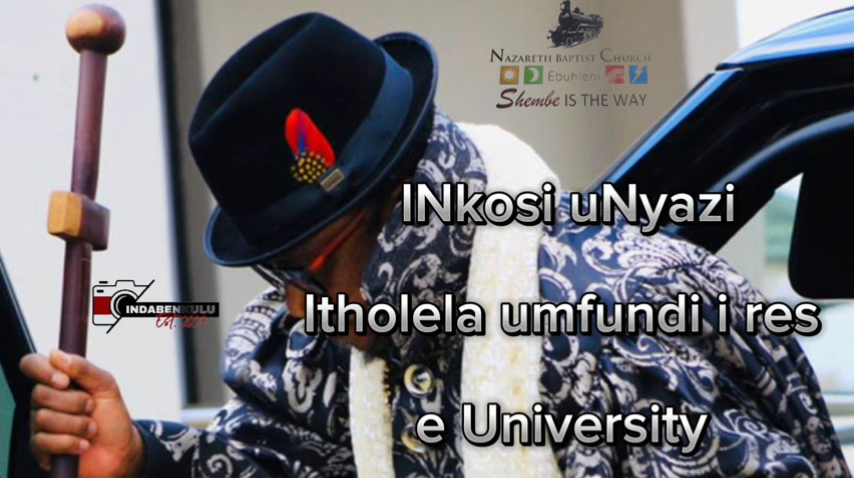 NAZARETH BAPTIST CHURCH
Ebuhleni
Shembe IS THE WAY
INkosi uNyazi
INDABENKULU
Itholela umfundi i res
e University